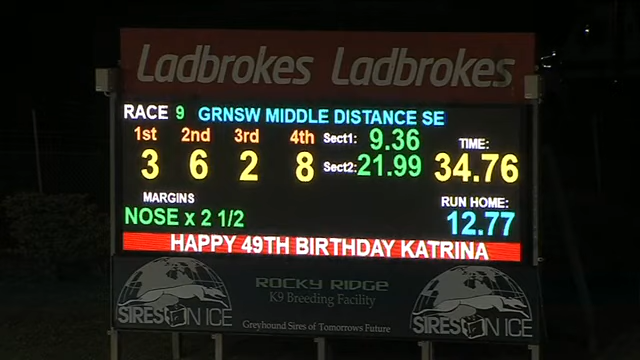 Ladbrokes Ladbrokes
RACE 9 GRNSW MIDDLE DISTANCE SE
1st 2nd 3rd 4th Sect1: 9.36 TIME:
3 6 2 8 Sect2: 21.99 34.76
MARGINS RUN HOME:
NOSE x 2 1/2 12.77
HAPPY 49TH BIRTHDAY KATRINA
ROCKY RIDGE
K9 Breeding Facility
SIRES ON ICE SIRES ON ICE
Greyhound Sires of Tomorrows Future